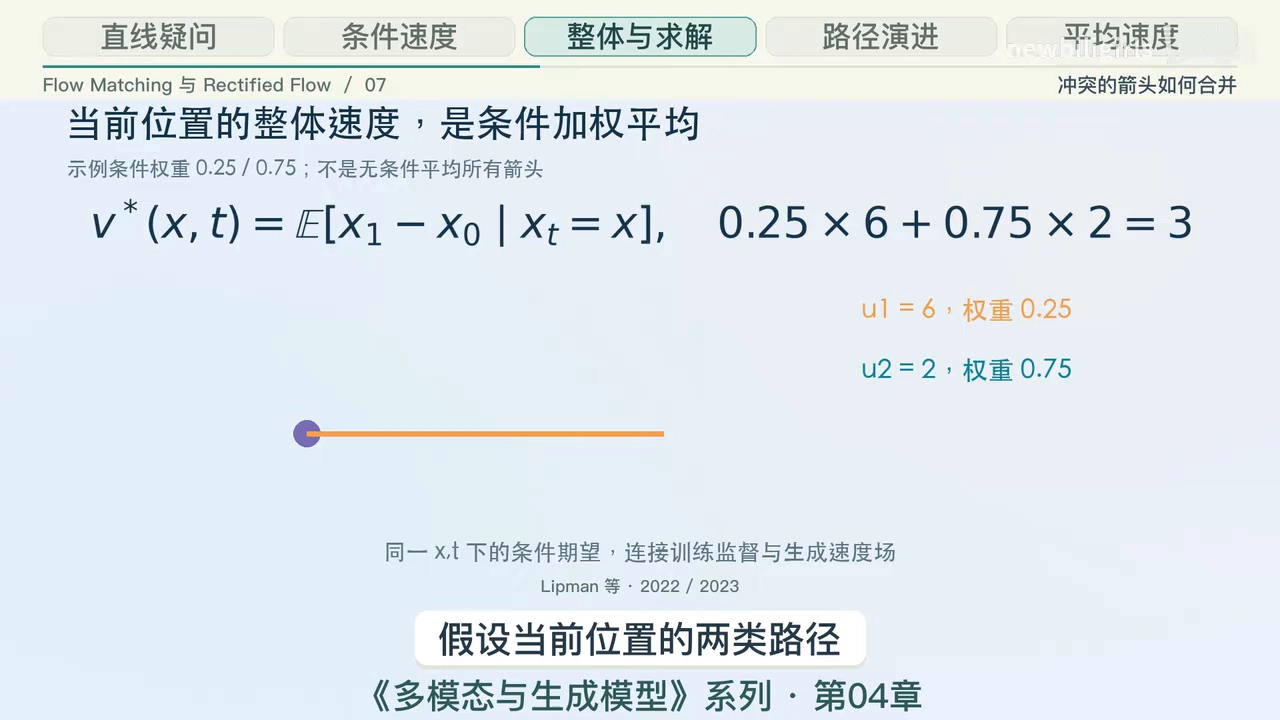 直线疑问
条件速度
整体与求解
路径演进
平均速度
Flow Matching 与 Rectified Flow / 07
冲突的箭头如何合并
当前位置的整体速度，是条件加权平均
示例条件权重 0.25 / 0.75；不是无条件平均所有箭头
v*(x, t) = 𝔼[x₁ − x₀ | xₜ = x], 0.25 × 6 + 0.75 × 2 = 3
u1 = 6，权重 0.25
u2 = 2，权重 0.75
同一 x,t 下的条件期望，连接训练监督与生成速度场
Lipman 等 · 2022 / 2023
假设当前位置的两类路径
《多模态与生成模型》系列 · 第04章